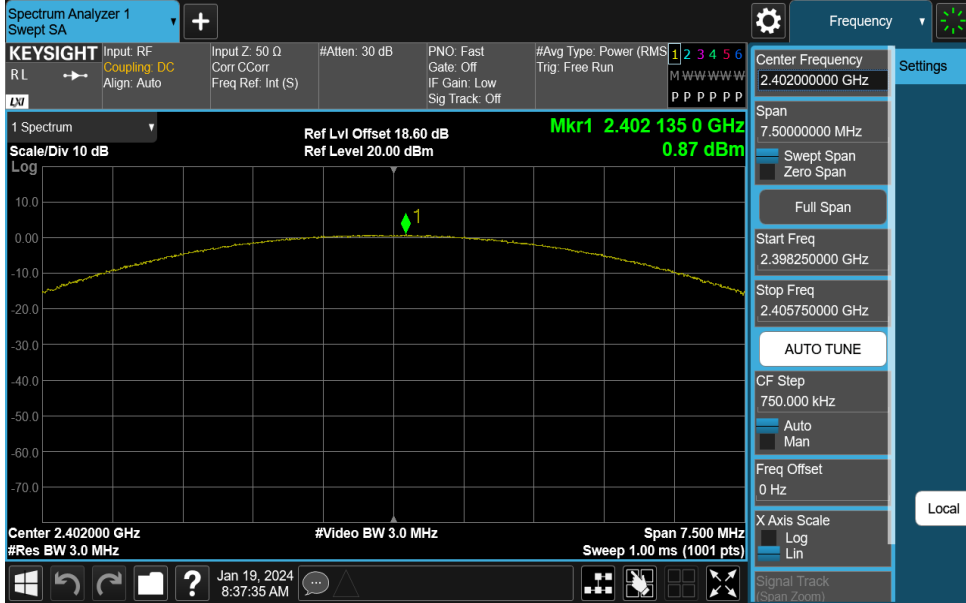 Spectrum Analyzer 1
Swept SA
+
Frequency
KEYSIGHT
R L
LXI
Input: RF
Coupling: DC
Align: Auto
Input Z: 50 Ω
Corr CCorr
Freq Ref: Int (S)
#Atten: 30 dB
PNO: Fast
Gate: Off
IF Gain: Low
Sig Track: Off
#Avg Type: Power (RMS
Trig: Free Run
1 2 3 4 5 6
M W W W W W
P P P P P P
1 Spectrum
Scale/Div 10 dB
Log
Ref Lvl Offset 18.60 dB
Ref Level 20.00 dBm
Mkr1 2.402 135 0 GHz
0.87 dBm
1
10.0
0.00
-10.0
-20.0
-30.0
-40.0
-50.0
-60.0
-70.0
Center 2.402000 GHz
#Video BW 3.0 MHz
Span 7.500 MHz
#Res BW 3.0 MHz
Sweep 1.00 ms (1001 pts)
?
Jan 19, 2024
8:37:35 AM
Center Frequency
2.402000000 GHz
Settings
Span
7.50000000 MHz
Swept Span
Zero Span
Full Span
Start Freq
2.398250000 GHz
Stop Freq
2.405750000 GHz
AUTO TUNE
CF Step
750.000 kHz
Auto
Man
Freq Offset
0 Hz
Local
X Axis Scale
Log
Lin
Signal Track
(Span Zoom)